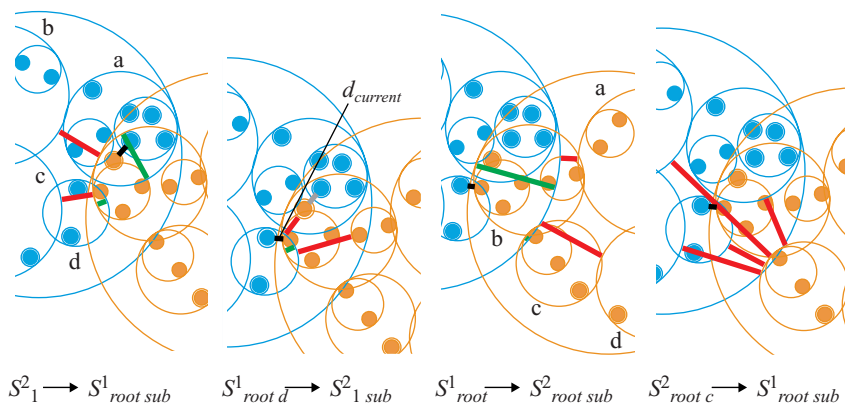 b
a
c
d
d_current
a
b
c
d
S^2_1 → S^1_root sub
S^1_root d → S^2_1 sub
S^1_root → S^2_root sub
S^2_root c → S^1_root sub